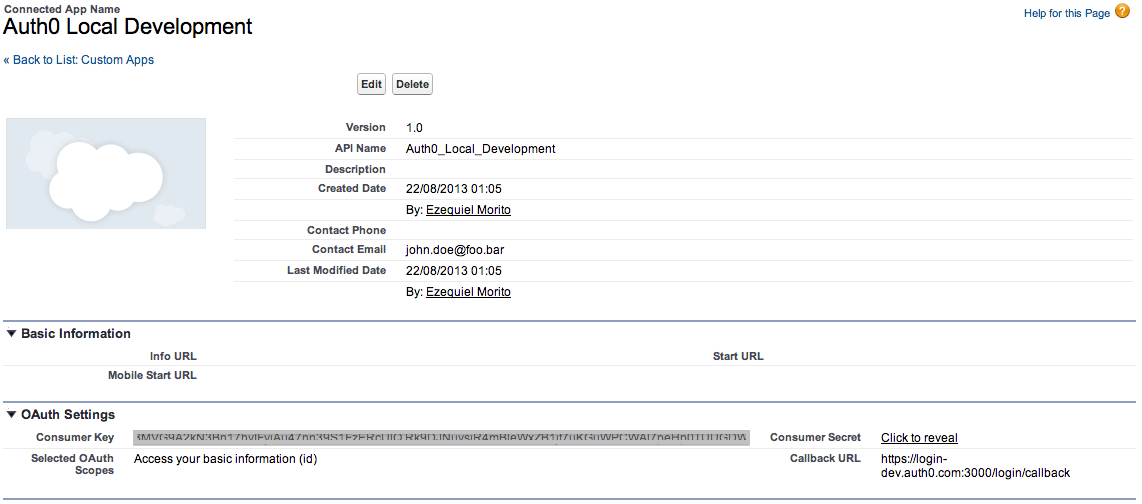 Connected App Name
Auth0 Local Development
Help for this Page ?
« Back to List: Custom Apps
Edit Delete
Version 1.0
API Name Auth0_Local_Development
Description
Created Date 22/08/2013 01:05
By: Ezequiel Morito
Contact Phone
Contact Email john.doe@foo.bar
Last Modified Date 22/08/2013 01:05
By: Ezequiel Morito
Basic Information
Info URL Start URL
Mobile Start URL
OAuth Settings
Consumer Key Consumer Secret Click to reveal
Selected OAuth Scopes Access your basic information (id) Callback URL https://login-
dev.auth0.com:3000/login/callback